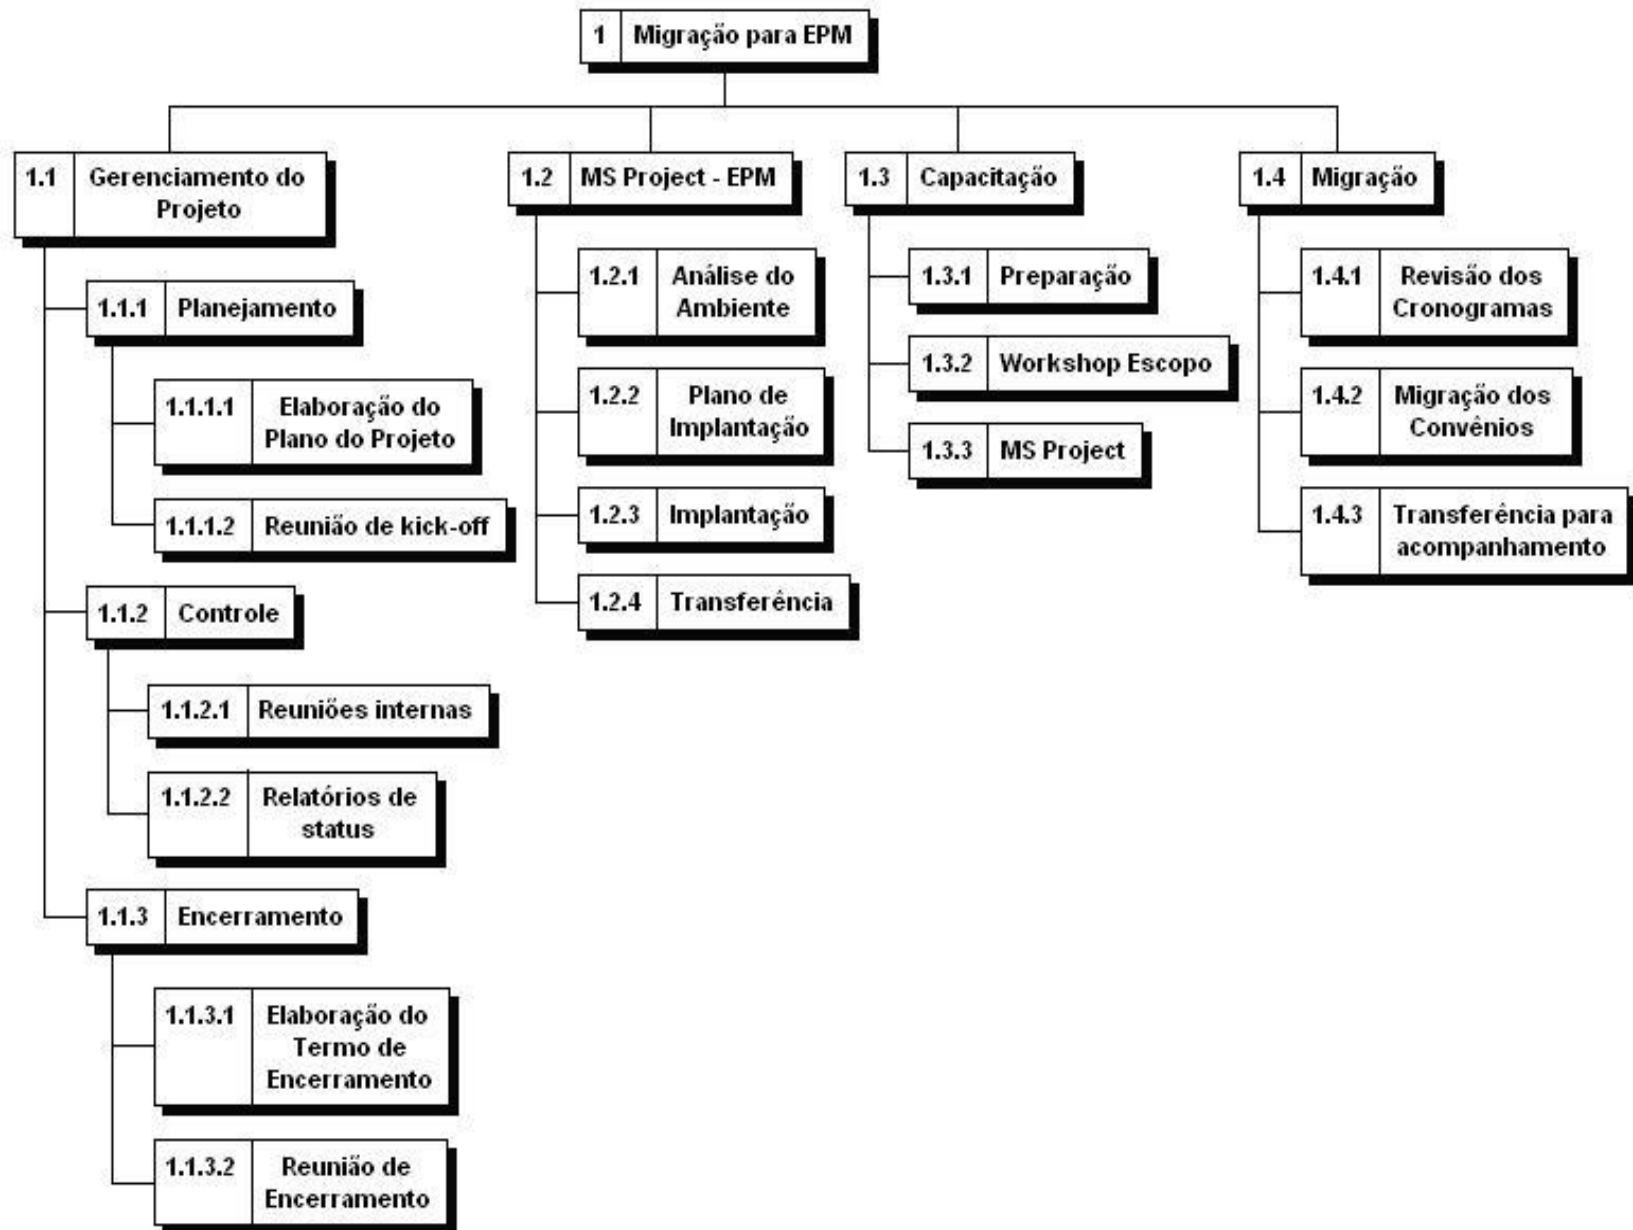 1 Migração para EPM
1.1 Gerenciamento do
Projeto
1.1.1 Planejamento
1.1.1.1 Elaboração do
Plano do Projeto
1.1.1.2 Reunião de kick-off
1.1.2 Controle
1.1.2.1 Reuniões internas
1.1.2.2 Relatórios de
status
1.1.3 Encerramento
1.1.3.1 Elaboração do
Termo de
Encerramento
1.1.3.2 Reunião de
Encerramento
1.2 MS Project - EPM
1.2.1 Análise do
Ambiente
1.2.2 Plano de
Implantação
1.2.3 Implantação
1.2.4 Transferência
1.3 Capacitação
1.3.1 Preparação
1.3.2 Workshop Escopo
1.3.3 MS Project
1.4 Migração
1.4.1 Revisão dos
Cronogramas
1.4.2 Migração dos
Convênios
1.4.3 Transferência para
acompanhamento